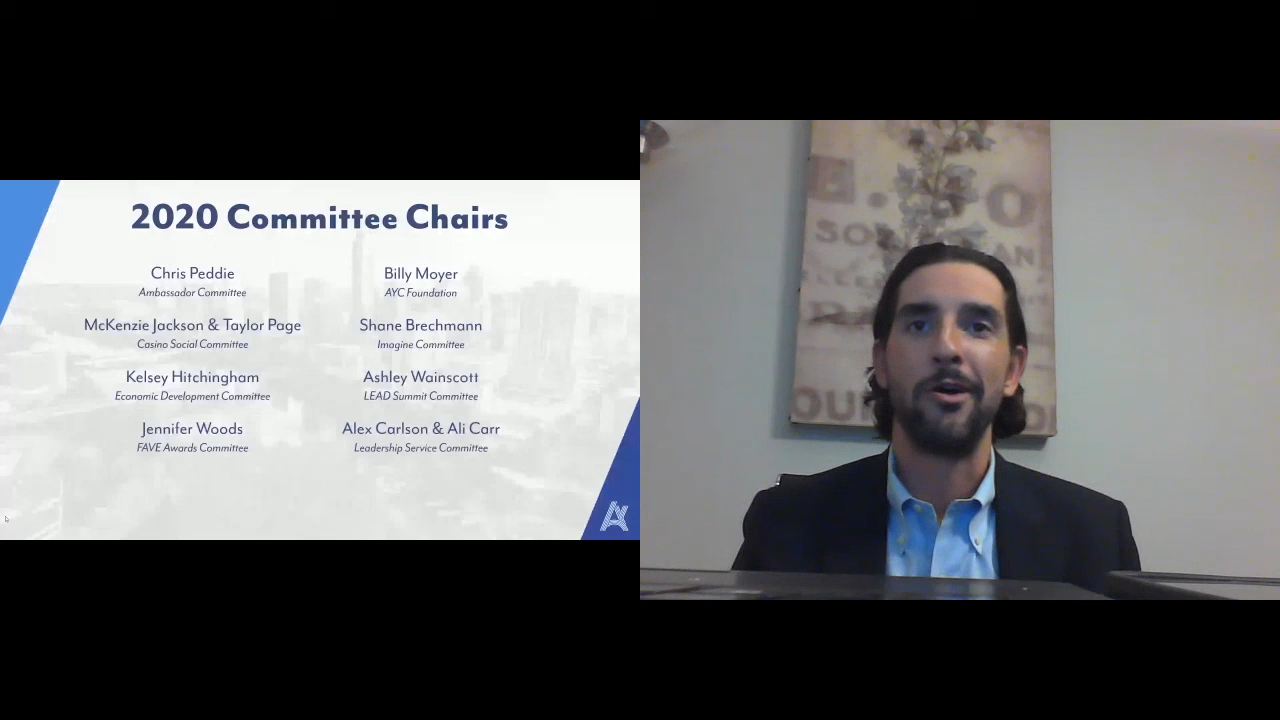 2020 Committee Chairs
Chris Peddie
Ambassador Committee
McKenzie Jackson & Taylor Page
Casino Social Committee
Kelsey Hitchingham
Economic Development Committee
Jennifer Woods
FAVE Awards Committee
Billy Moyer
AYC Foundation
Shane Brechmann
Imagine Committee
Ashley Wainscott
LEAD Summit Committee
Alex Carlson & Ali Carr
Leadership Service Committee